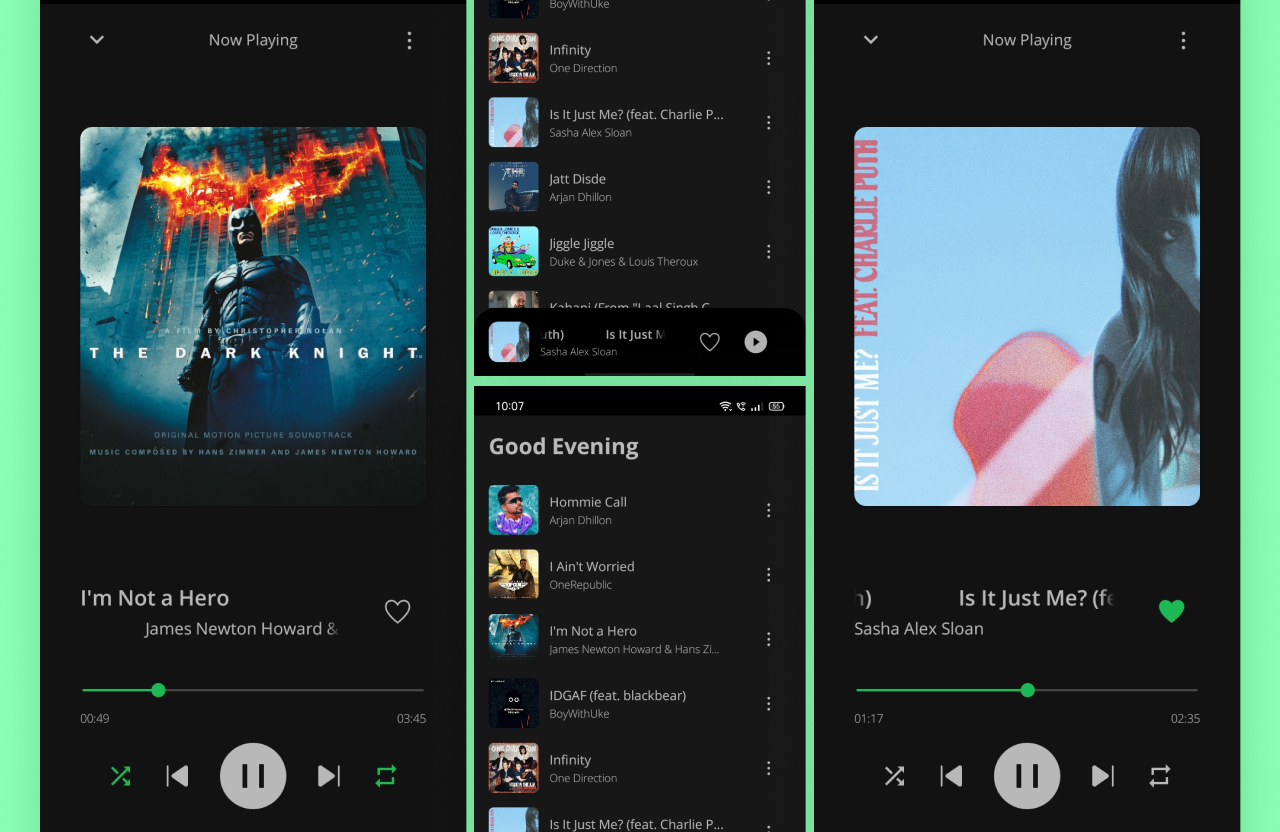 Now Playing
A FILM BY CHRISTOPHER NOLAN
THE DARK KNIGHT
ORIGINAL MOTION PICTURE SOUNDTRACK
MUSIC COMPOSED BY HANS ZIMMER AND JAMES NEWTON HOWARD
I'm Not a Hero
James Newton Howard &
00:49
03:45
BoyWithUke
Infinity
One Direction
Is It Just Me? (feat. Charlie P...
Sasha Alex Sloan
Jatt Disde
Arjan Dhillon
Jiggle Jiggle
Duke & Jones & Louis Theroux
Kahani (From "Laal Singh C...
uth) Is It Just M
Sasha Alex Sloan
10:07
55
Good Evening
Hommie Call
Arjan Dhillon
I Ain't Worried
OneRepublic
I'm Not a Hero
James Newton Howard & Hans Zi...
IDGAF (feat. blackbear)
BoyWithUke
Infinity
One Direction
Is It Just Me? (feat. Charlie P...
Now Playing
IS IT JUST ME? FEAT. CHARLIE PUTH
h) Is It Just Me? (fe
Sasha Alex Sloan
01:17
02:35